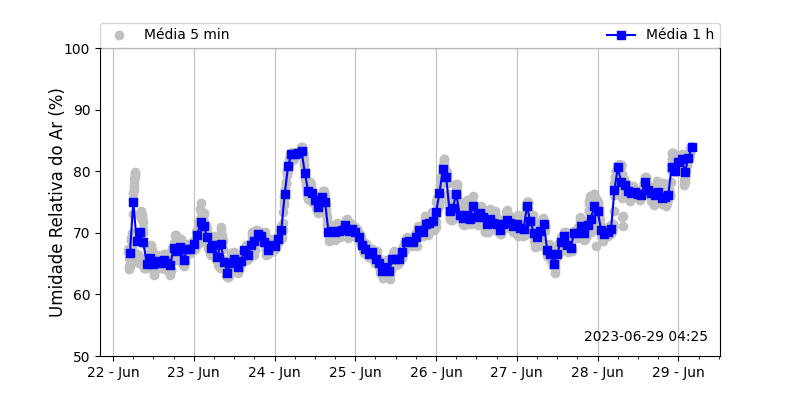 Média 5 min
Média 1 h
Umidade Relativa do Ar (%)
100
90
80
70
60
50
2023-06-29 04:25
22 - Jun
23 - Jun
24 - Jun
25 - Jun
26 - Jun
27 - Jun
28 - Jun
29 - Jun